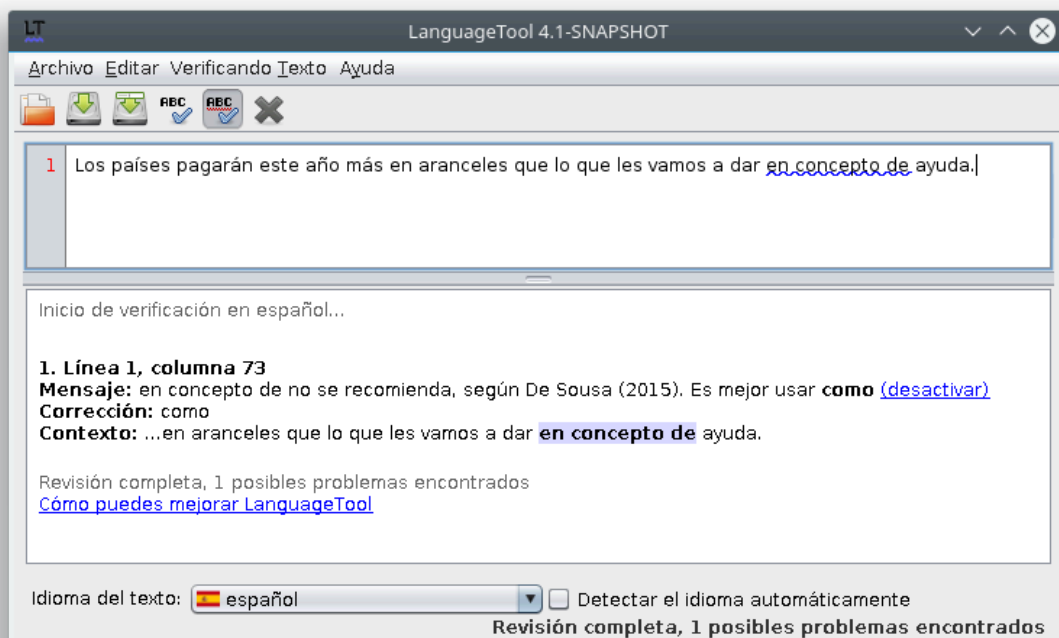 LT
LanguageTool 4.1-SNAPSHOT
Archivo Editar Verificando Texto Ayuda
ABC ABC
1 Los países pagarán este año más en aranceles que lo que les vamos a dar en concepto de ayuda.
Inicio de verificación en español...
1. Línea 1, columna 73
Mensaje: en concepto de no se recomienda, según De Sousa (2015). Es mejor usar como (desactivar)
Corrección: como
Contexto: ...en aranceles que lo que les vamos a dar en concepto de ayuda.
Revisión completa, 1 posibles problemas encontrados
Cómo puedes mejorar LanguageTool
Idioma del texto: español Detectar el idioma automáticamente
Revisión completa, 1 posibles problemas encontrados